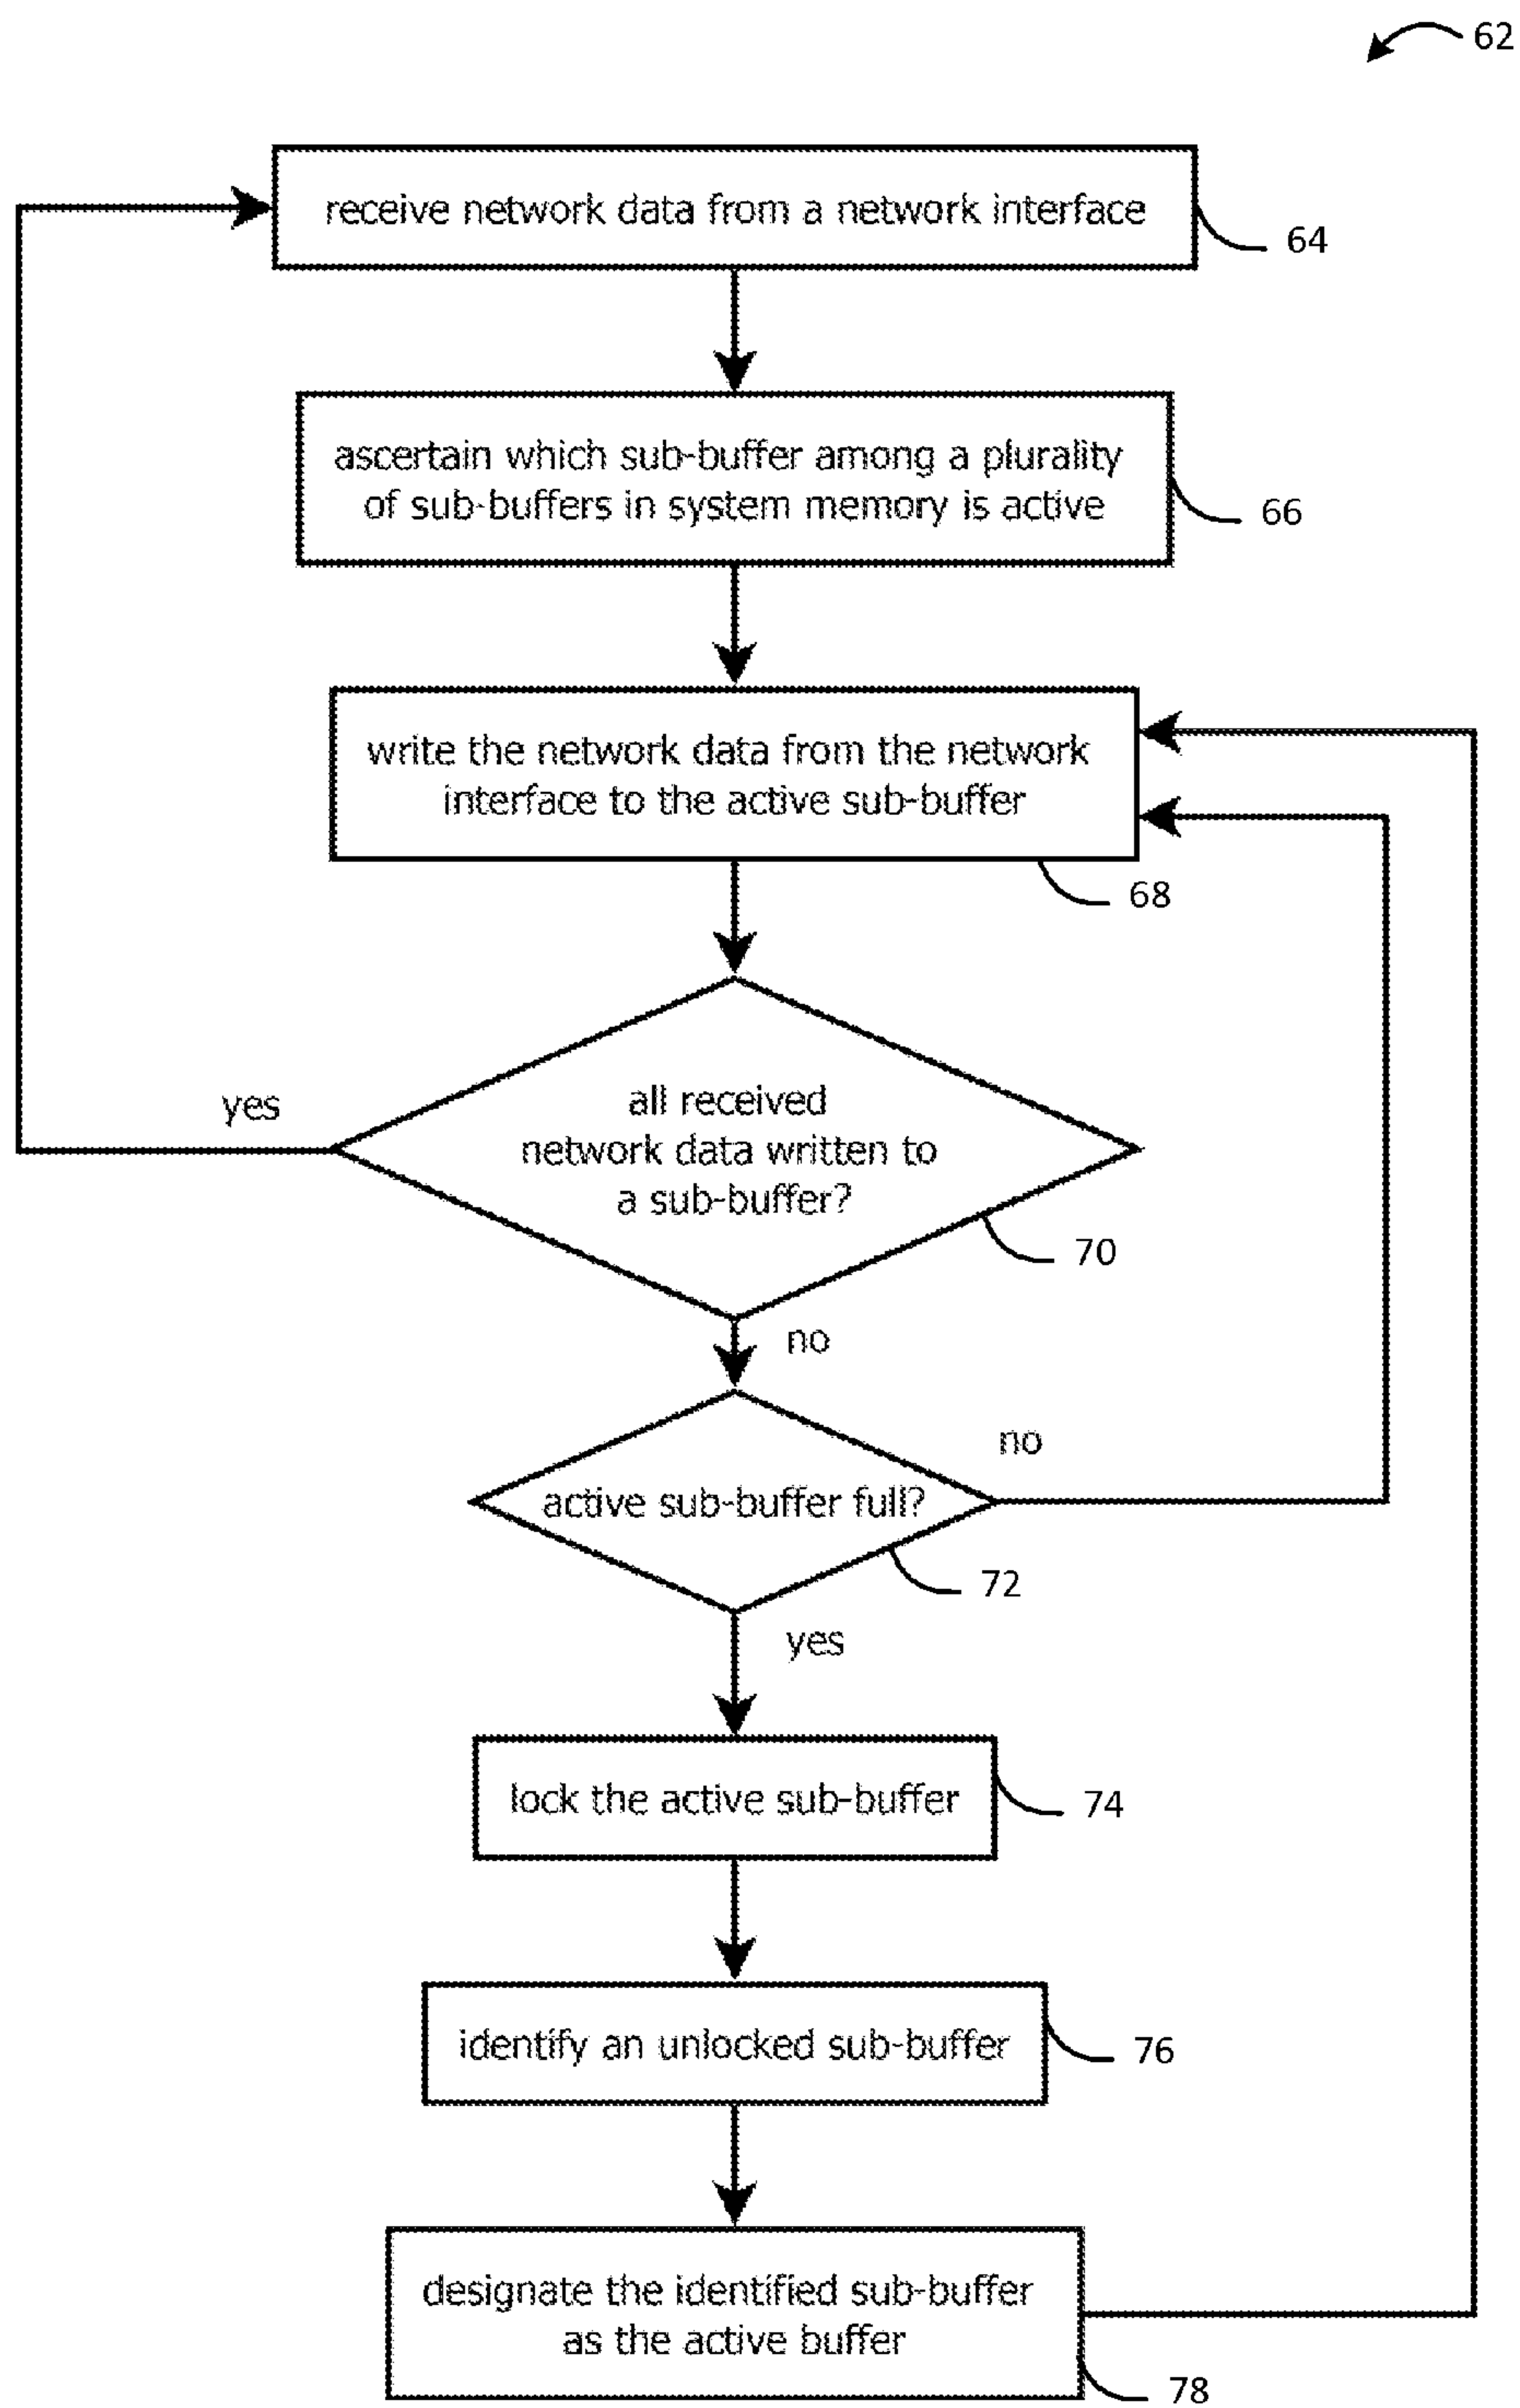 62
receive network data from a network interface
64
ascertain which sub-buffer among a plurality
of sub-buffers in system memory is active
66
write the network data from the network
interface to the active sub-buffer
68
yes
all received
network data written to
a sub-buffer?
70
no
no
active sub-buffer full?
72
yes
lock the active sub-buffer
74
identify an unlocked sub-buffer
76
designate the identified sub-buffer
as the active buffer
78